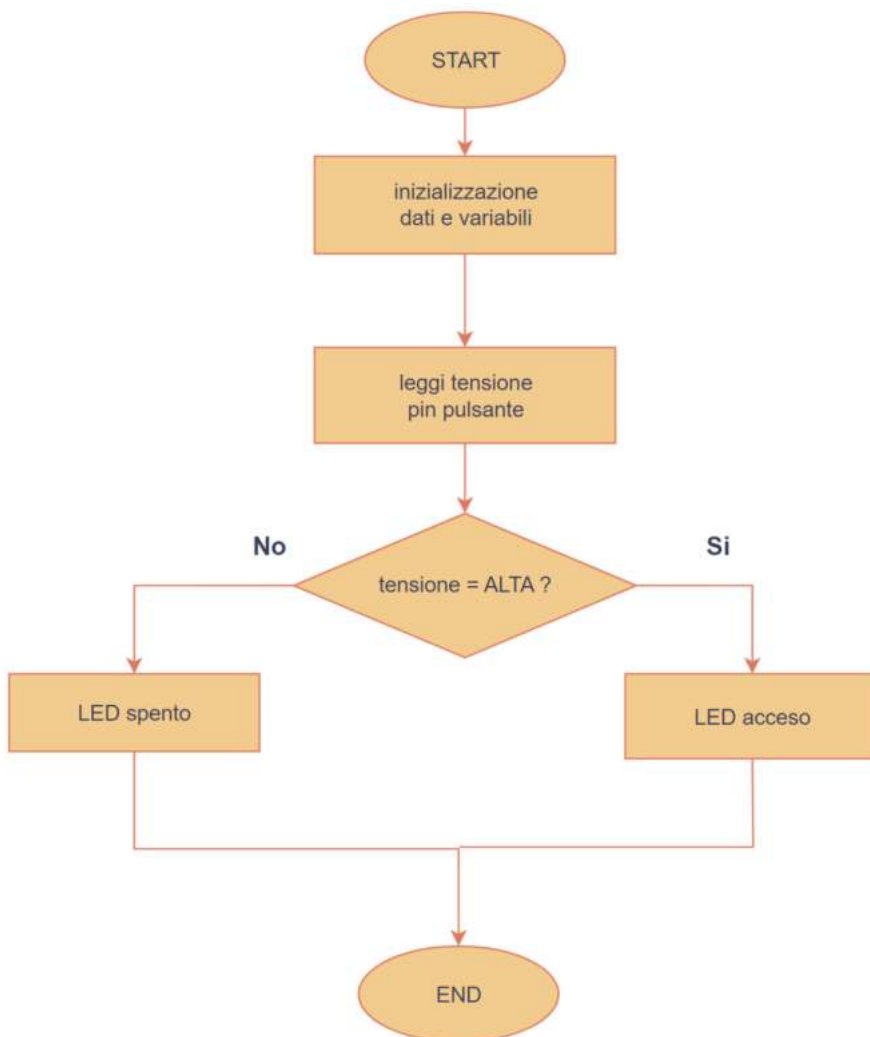 START
inizializzazione
dati e variabili
leggi tensione
pin pulsante
No
Si
tensione = ALTA ?
LED spento
LED acceso
END